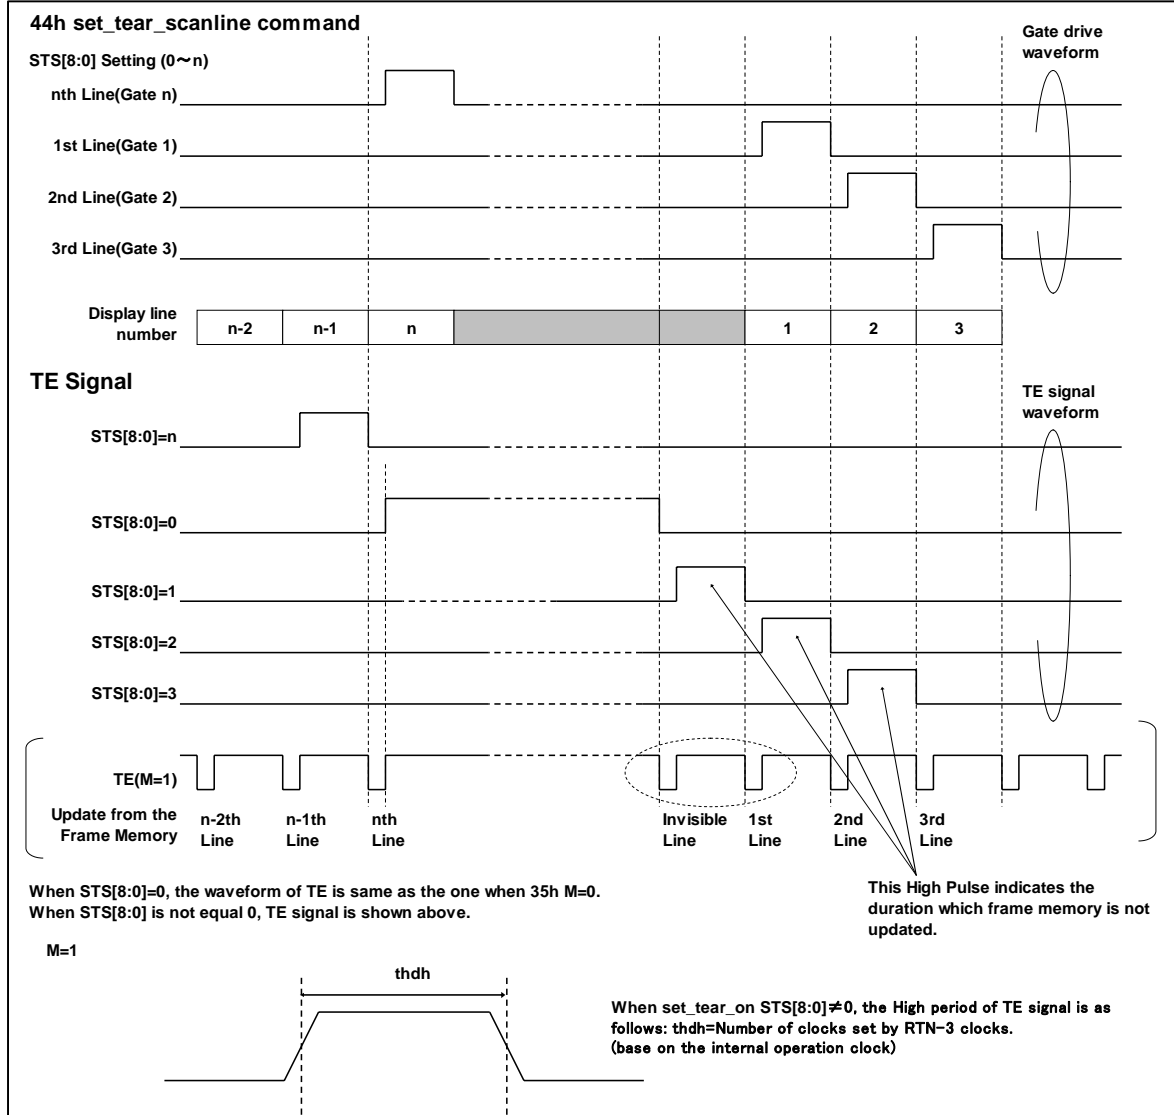 44h set_tear_scanline command
STS[8:0] Setting (0～n)
Gate drive
waveform
nth Line(Gate n)
1st Line(Gate 1)
2nd Line(Gate 2)
3rd Line(Gate 3)
Display line
number
n-2 n-1 n 1 2 3
TE Signal
TE signal
waveform
STS[8:0]=n
STS[8:0]=0
STS[8:0]=1
STS[8:0]=2
STS[8:0]=3
TE(M=1)
Update from the
Frame Memory
n-2th
Line
n-1th
Line
nth
Line
Invisible
Line
1st
Line
2nd
Line
3rd
Line
This High Pulse indicates the
duration which frame memory is not
updated.
When STS[8:0]=0, the waveform of TE is same as the one when 35h M=0.
When STS[8:0] is not equal 0, TE signal is shown above.
M=1
thdh
When set_tear_on STS[8:0]≠0, the High period of TE signal is as
follows: thdh=Number of clocks set by RTN-3 clocks.
(base on the internal operation clock)